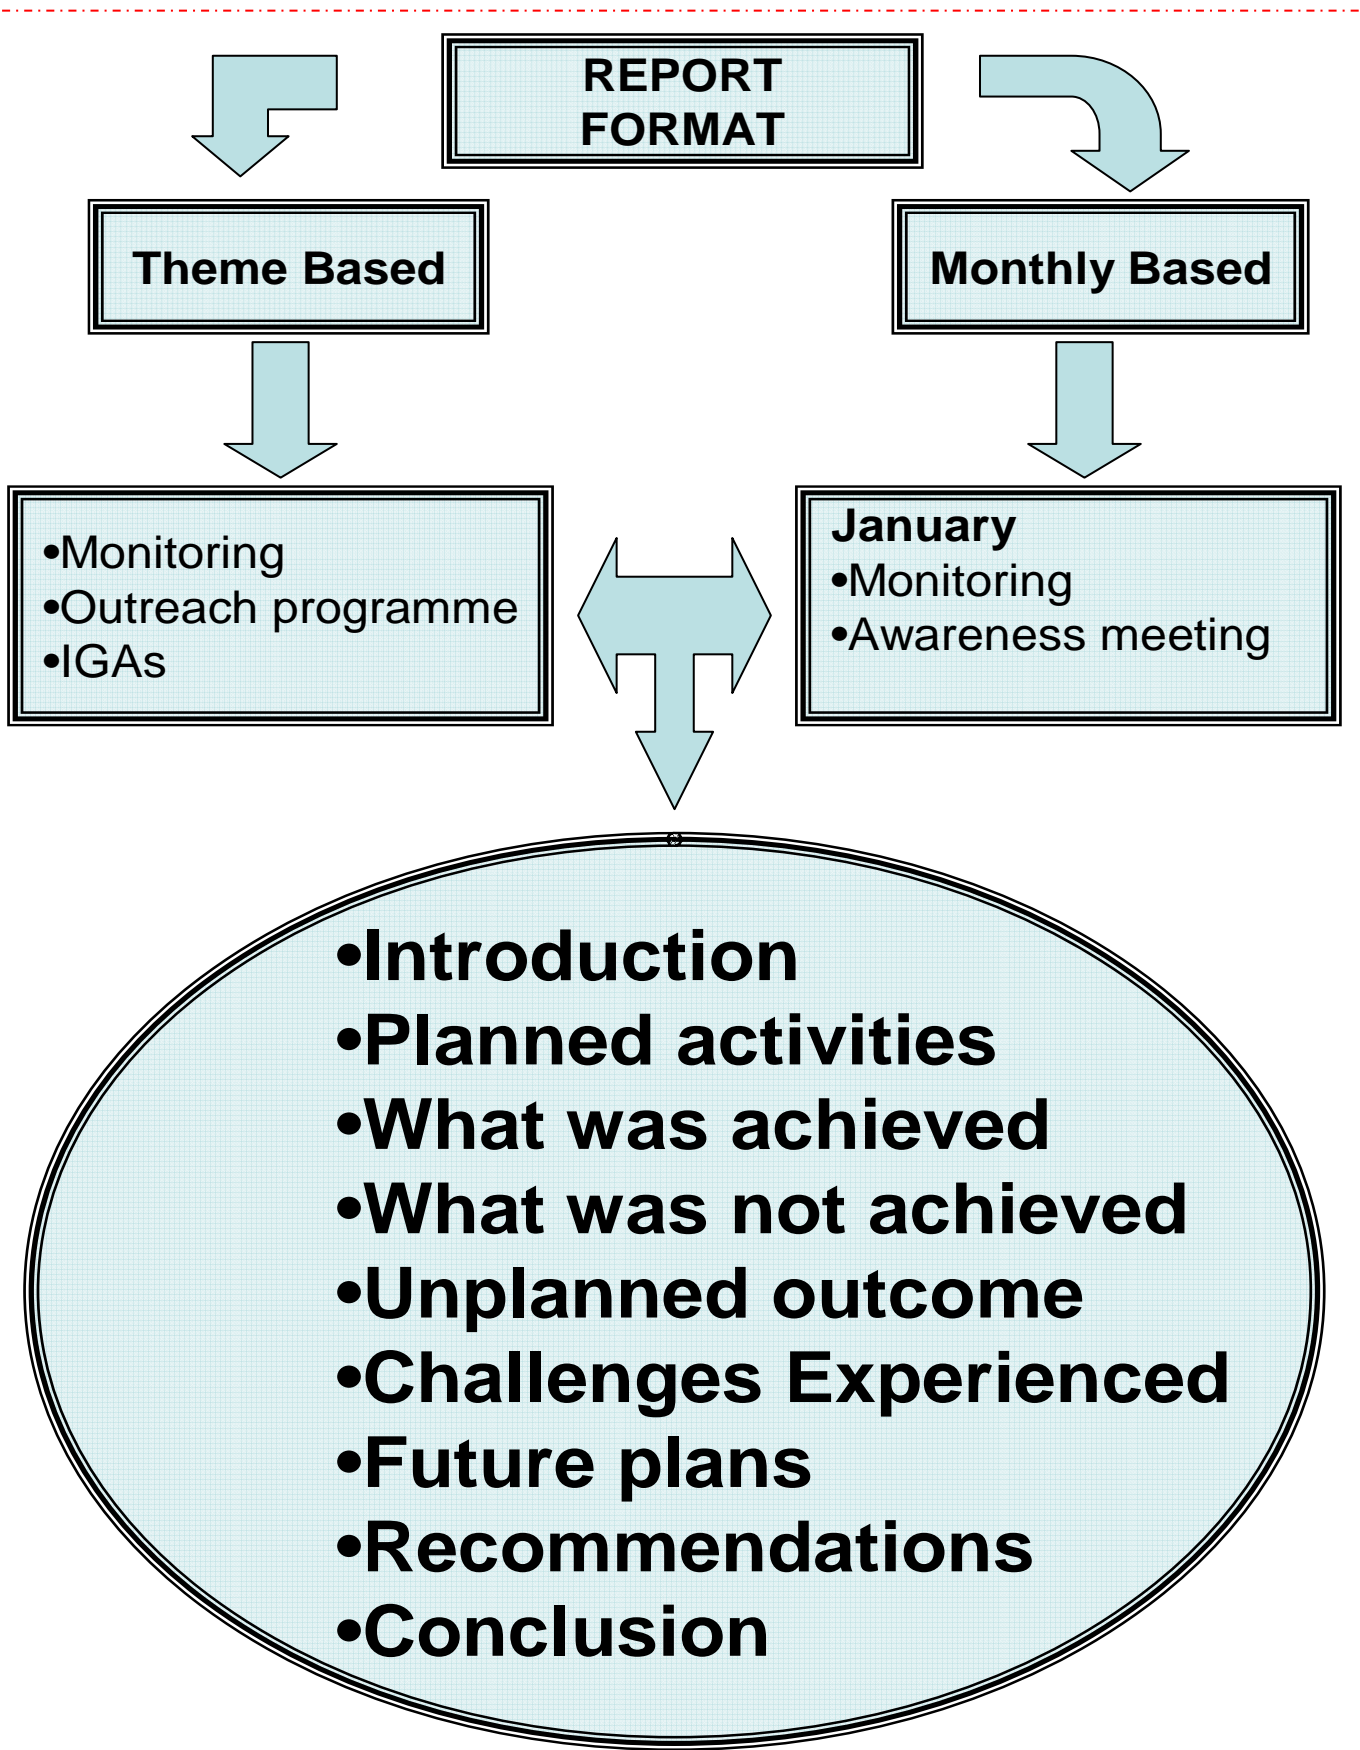 REPORT
FORMAT
Theme Based
Monthly Based
•Monitoring
•Outreach programme
•IGAs
January
•Monitoring
•Awareness meeting
•Introduction
•Planned activities
•What was achieved
•What was not achieved
•Unplanned outcome
•Challenges Experienced
•Future plans
•Recommendations
•Conclusion